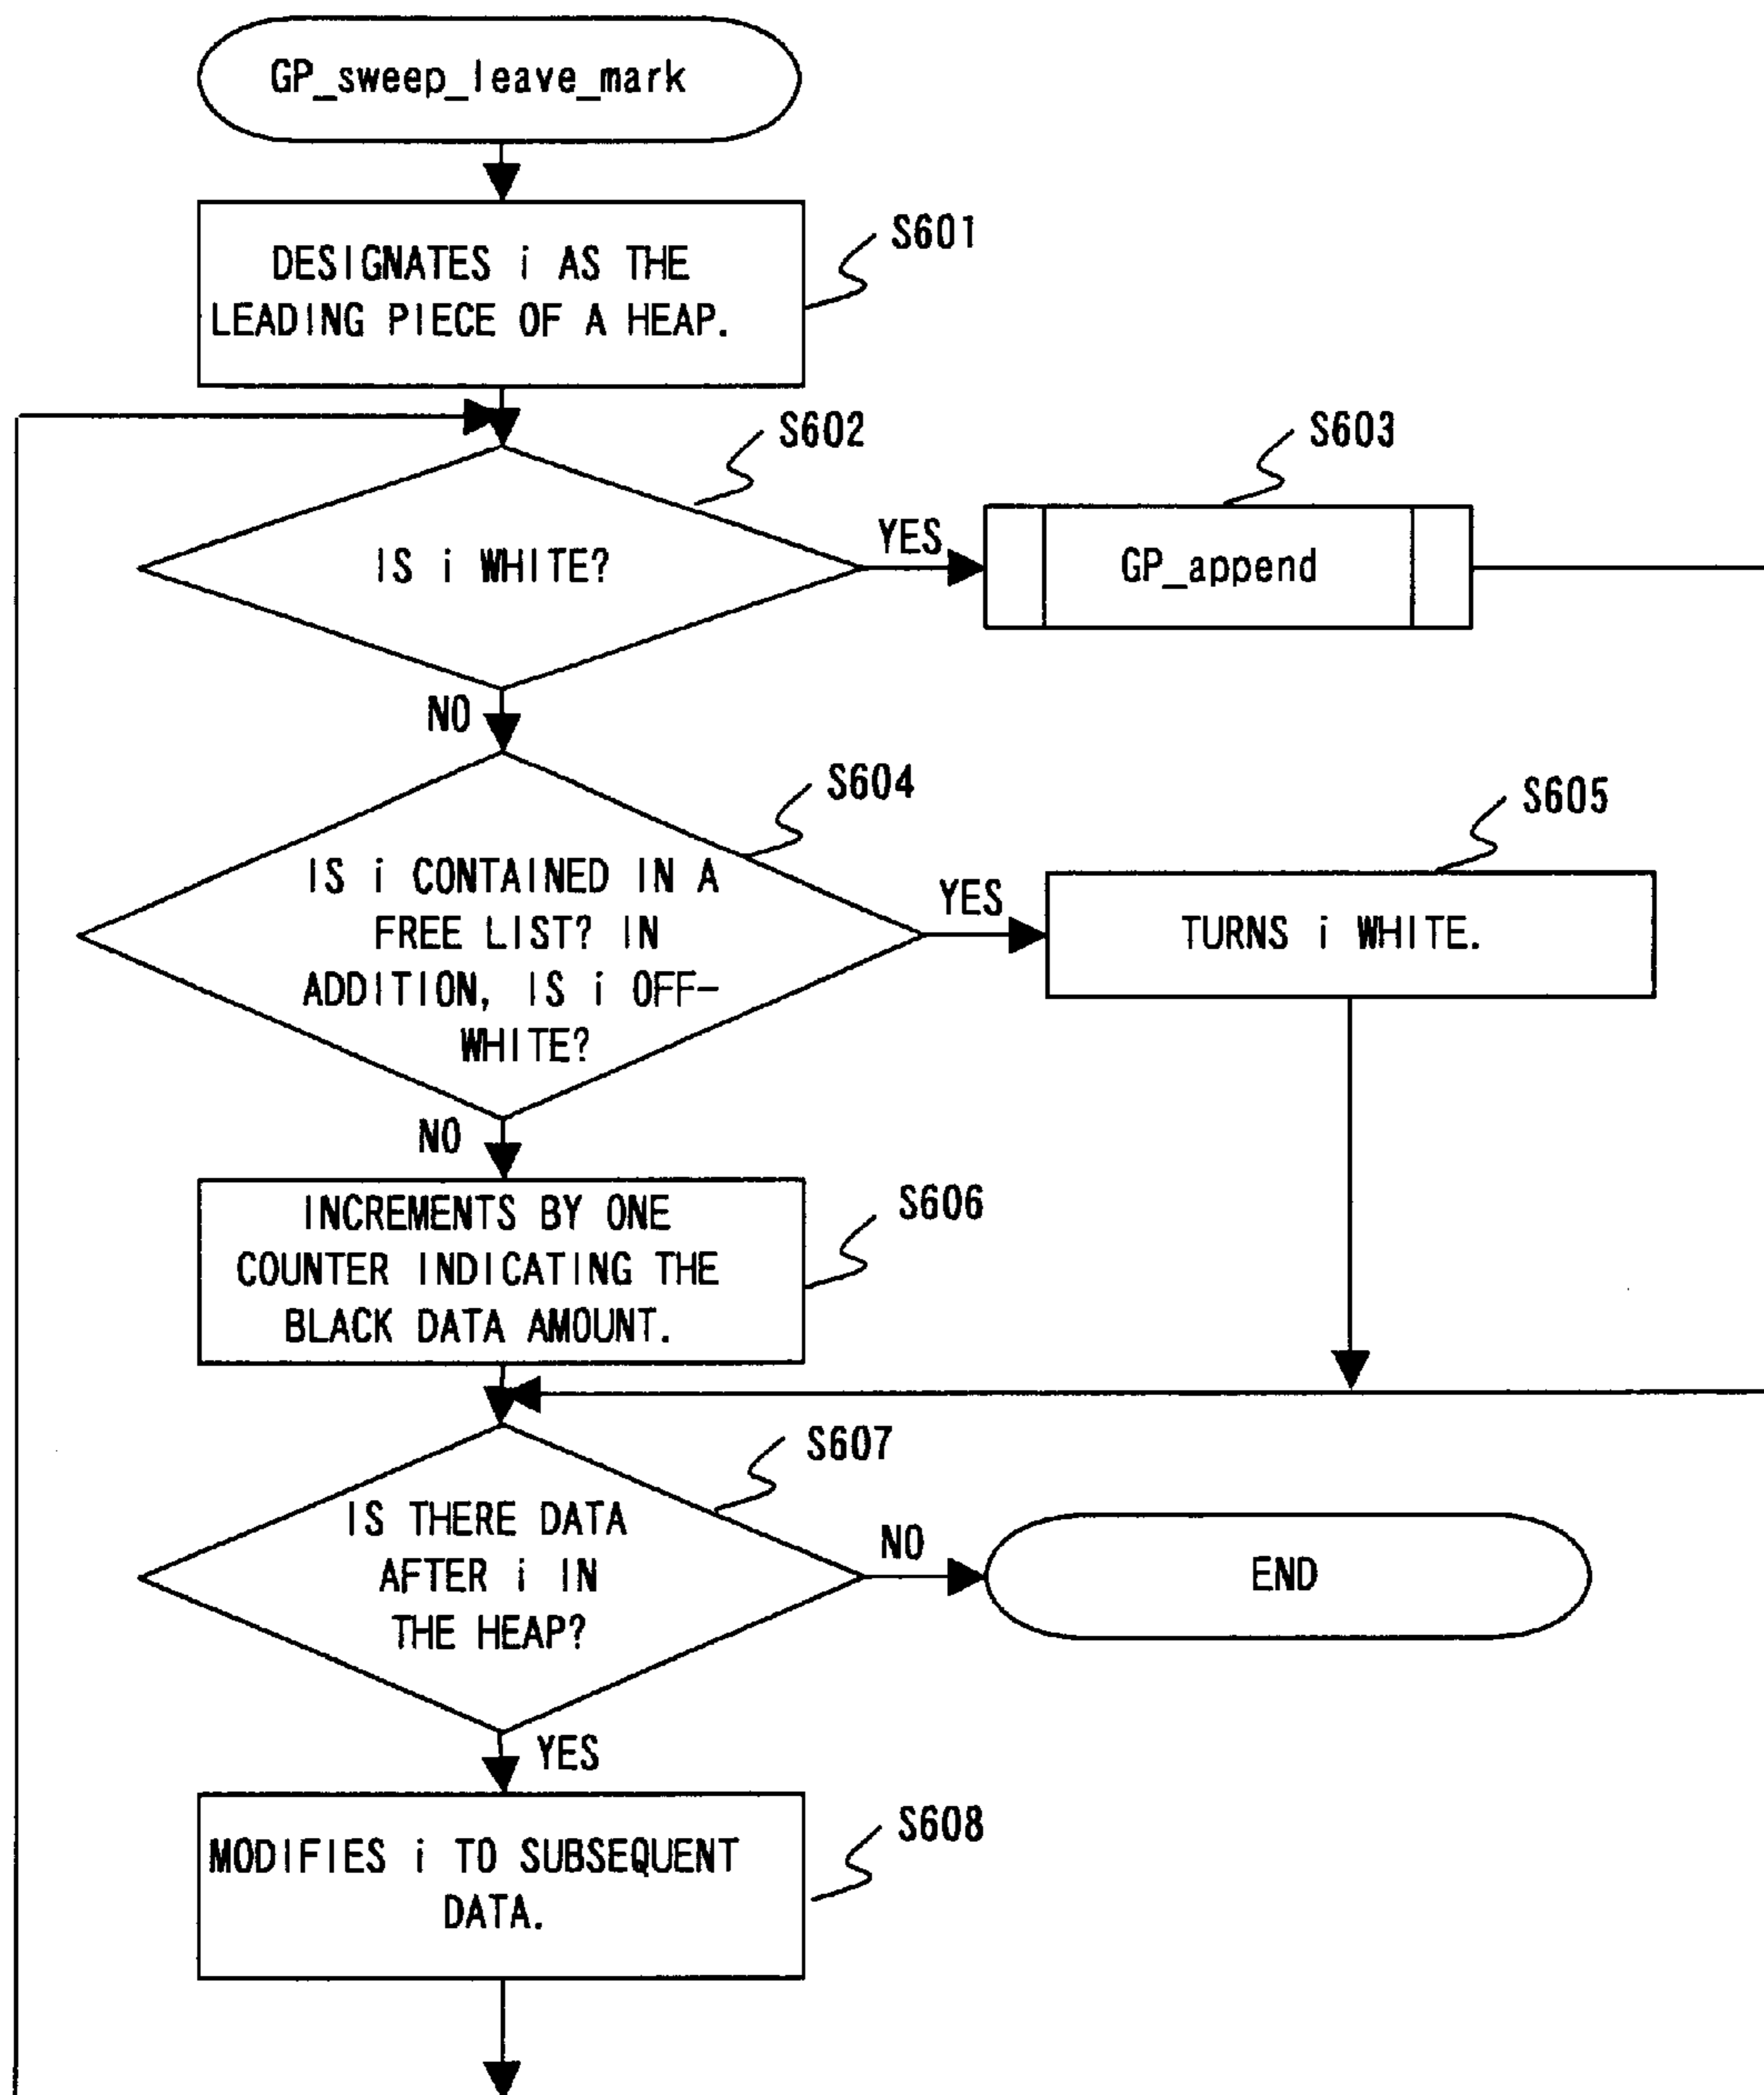 GP_sweep_leave_mark
S601
DESIGNATES i AS THE
LEADING PIECE OF A HEAP.
S602
S603
IS i WHITE?
YES
GP_append
NO
S604
S605
IS i CONTAINED IN A
FREE LIST? IN
ADDITION, IS i OFF-
WHITE?
YES
TURNS i WHITE.
NO
S606
INCREMENTS BY ONE
COUNTER INDICATING THE
BLACK DATA AMOUNT.
S607
IS THERE DATA
AFTER i IN
THE HEAP?
NO
END
YES
S608
MODIFIES i TO SUBSEQUENT
DATA.